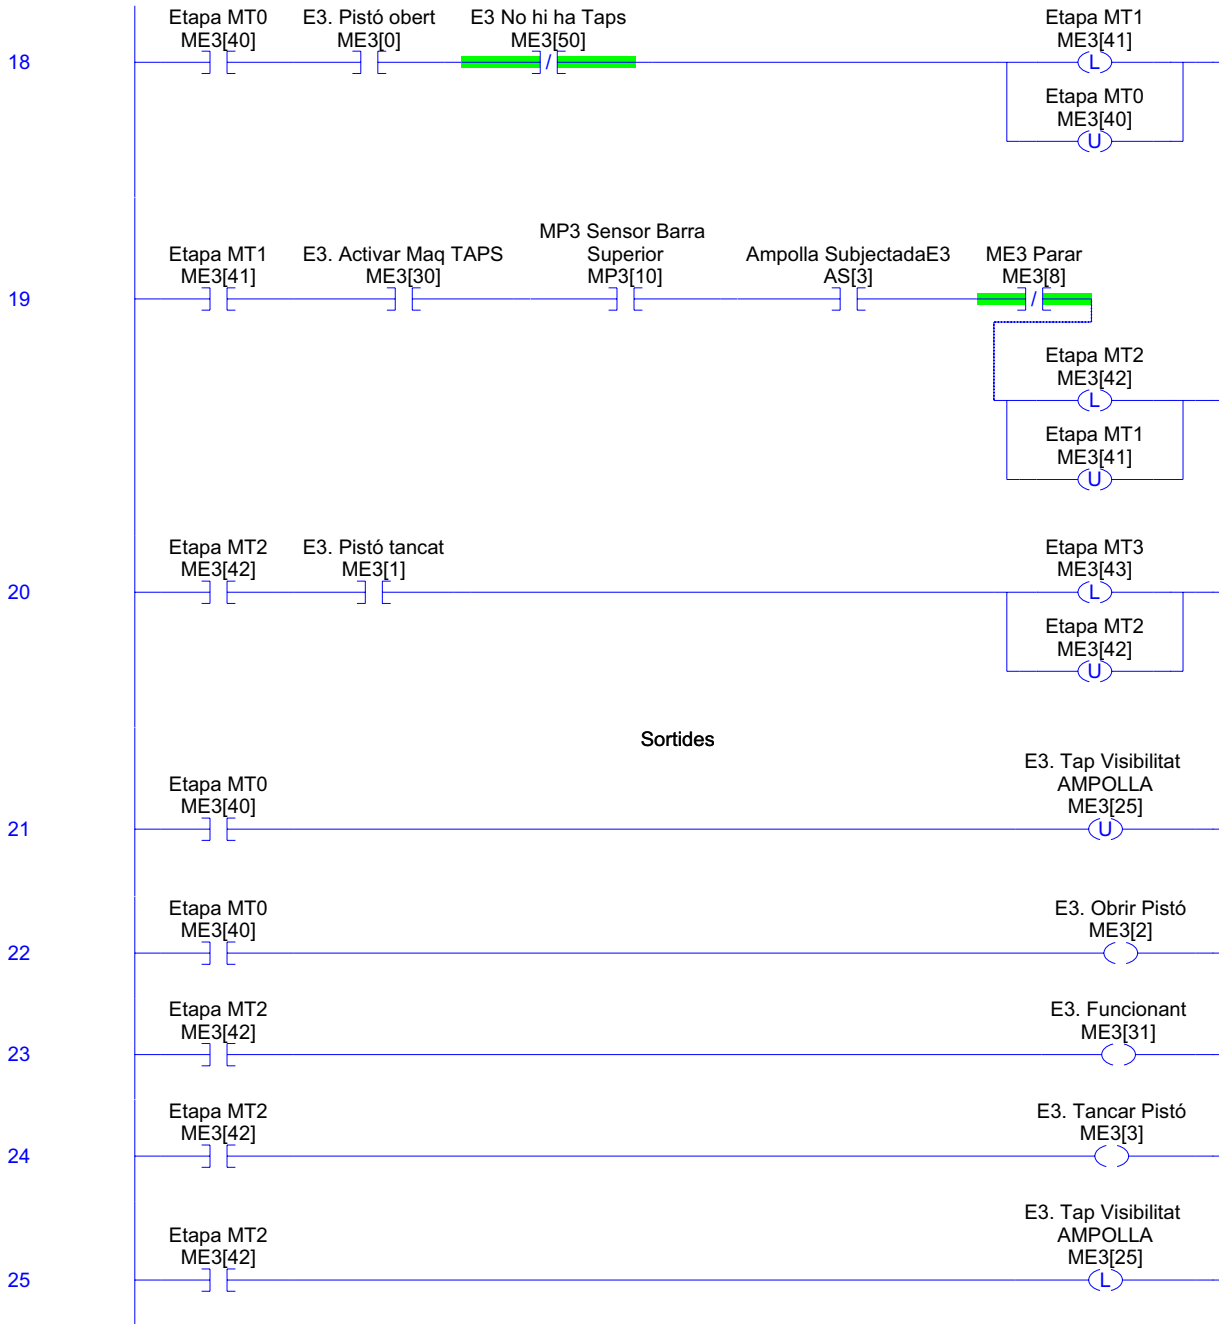 Etapa MT0 E3. Pistó obert E3 No hi ha Taps Etapa MT1
ME3[40] ME3[0] ME3[50] ME3[41]
18 / L
Etapa MT0
ME3[40]
U
MP3 Sensor Barra
Etapa MT1 E3. Activar Maq TAPS Superior Ampolla SubjectadaE3 ME3 Parar
ME3[41] ME3[30] MP3[10] AS[3] ME3[8]
19 /
Etapa MT2
ME3[42]
L
Etapa MT1
ME3[41]
U
Etapa MT2 E3. Pistó tancat Etapa MT3
ME3[42] ME3[1] ME3[43]
20 L
Etapa MT2
ME3[42]
U
Sortides
E3. Tap Visibilitat
Etapa MT0 AMPOLLA
ME3[40] ME3[25]
21 U
Etapa MT0 E3. Obrir Pistó
ME3[40] ME3[2]
22
Etapa MT2 E3. Funcionant
ME3[42] ME3[31]
23
Etapa MT2 E3. Tancar Pistó
ME3[42] ME3[3]
24
E3. Tap Visibilitat
Etapa MT2 AMPOLLA
ME3[42] ME3[25]
25 L